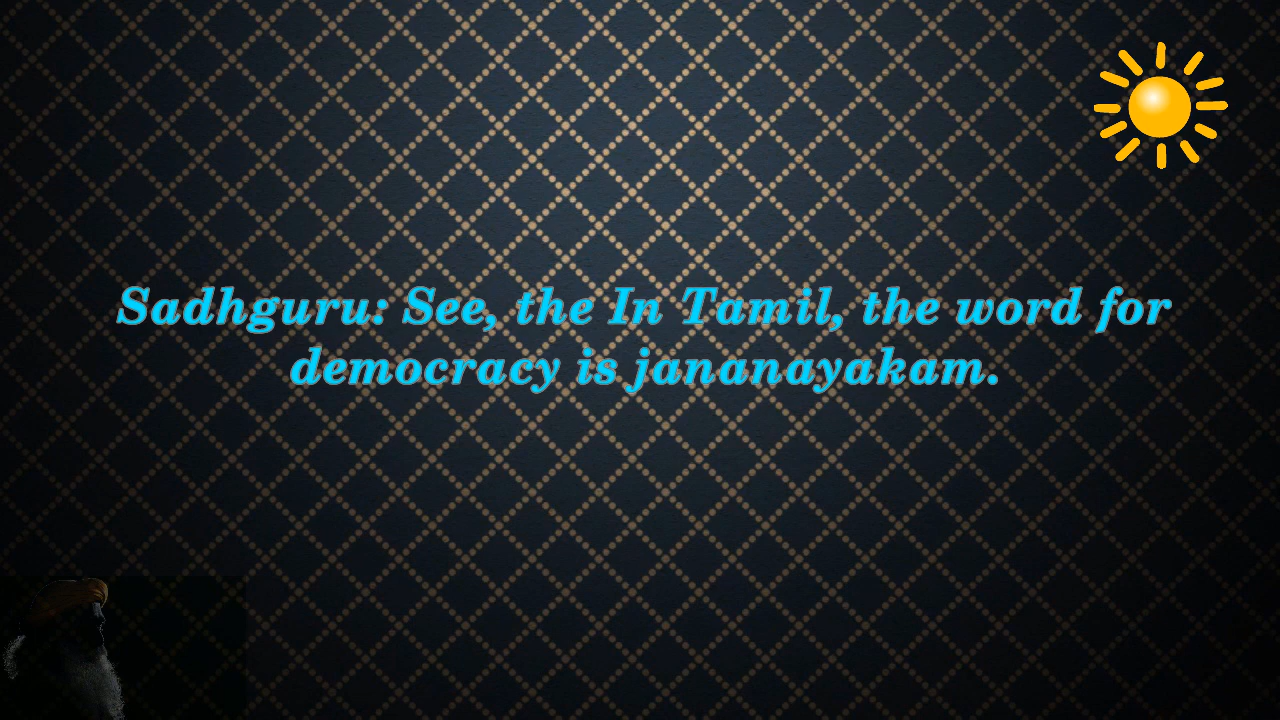 Sadhguru: See, the In Tamil, the word for
democracy is jananayakam.